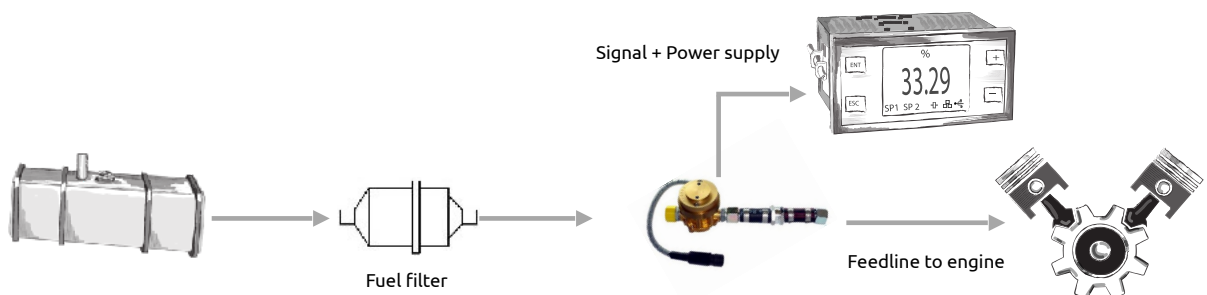 Signal + Power supply
ENT
%
+
33.29
ESC
SP1 SP 2
−
Fuel filter
Feedline to engine